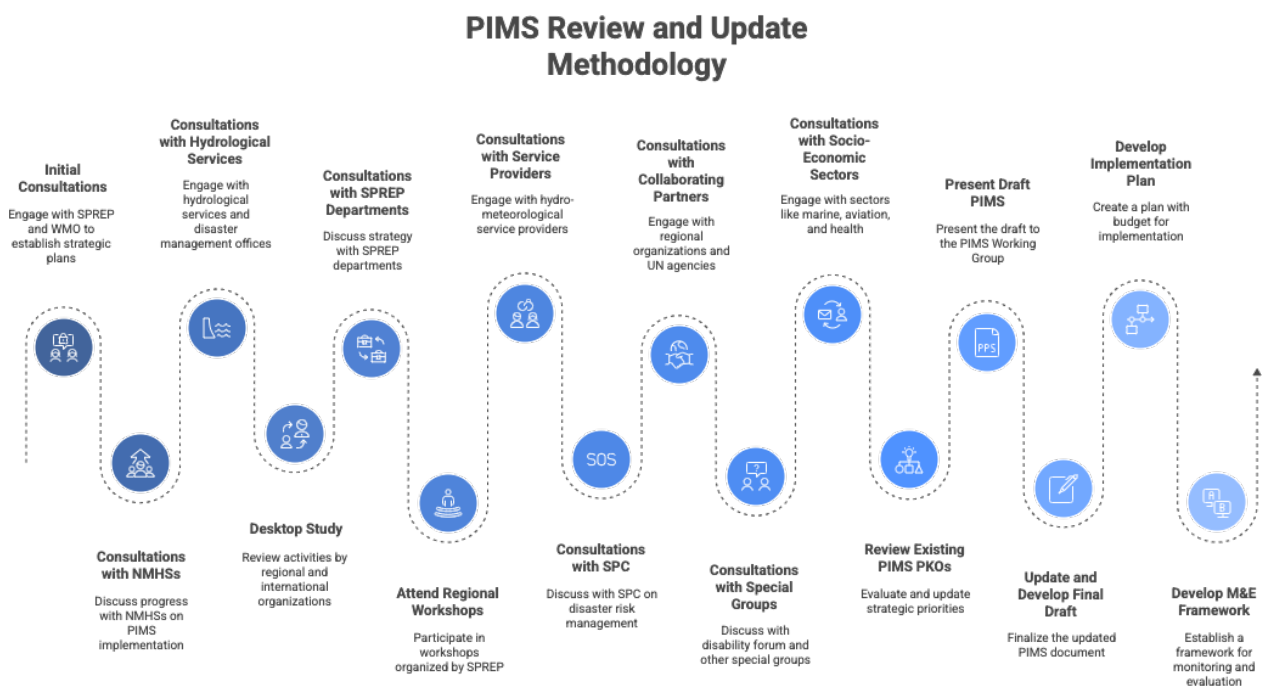 PIMS Review and Update
Methodology
Initial
Consultations
Engage with SPREP
and WMO to
establish strategic
plans
Consultations
with NMHSs
Discuss progress
with NMHSs on
PIMS
implementation
Consultations
with Hydrological
Services
Engage with
hydrological
services and
disaster
management offices
Desktop Study
Review activities by
regional and
international
organizations
Consultations
with SPREP
Departments
Discuss strategy
with SPREP
departments
Attend Regional
Workshops
Participate in
workshops
organized by SPREP
Consultations
with Service
Providers
Engage with hydro-
meteorological
service providers
SOS
Consultations
with SPC
Discuss with SPC on
disaster risk
management
Consultations
with
Collaborating
Partners
Engage with
regional
organizations and
UN agencies
?
Consultations
with Special
Groups
Discuss with
disability forum and
other special groups
Consultations
with Socio-
Economic
Sectors
Engage with sectors
like marine, aviation,
and health
Review Existing
PIMS PKOs
Evaluate and update
strategic priorities
Present Draft
PIMS
Present the draft to
the PIMS Working
Group
PPS
Update and
Develop Final
Draft
Finalize the updated
PIMS document
Develop
Implementation
Plan
Create a plan with
budget for
implementation
A
B
Develop M&E
Framework
Establish a
framework for
monitoring and
evaluation